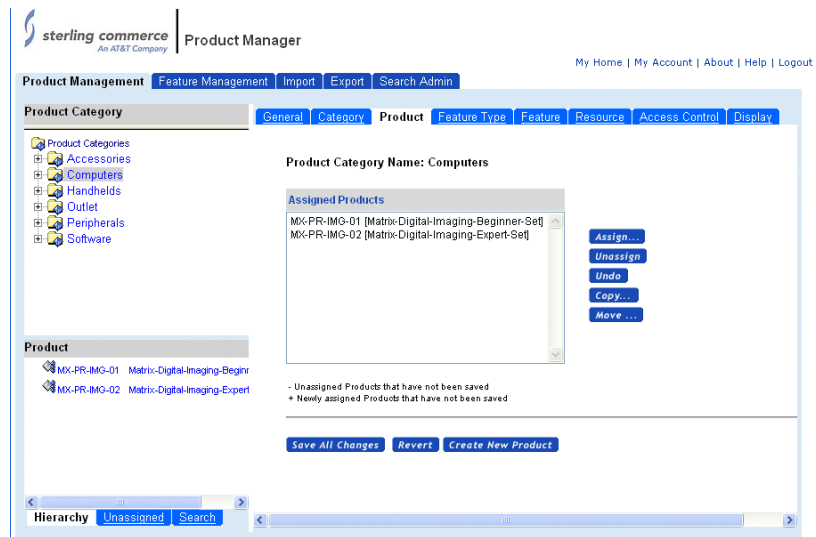 sterling commerce
An AT&T Company
Product Manager
My Home | My Account | About | Help | Logout
Product Management Feature Management Import Export Search Admin
Product Category
General Category Product Feature Type Feature Resource Access Control Display
Product Categories
Accessories
Computers
Handhelds
Outlet
Peripherals
Software
Product Category Name: Computers
Assigned Products
MX-PR-IMG-01 [Matrix-Digital-Imaging-Beginner-Set]
MX-PR-IMG-02 [Matrix-Digital-Imaging-Expert-Set]
Assign...
Unassign
Undo
Copy...
Move ...
Product
MX-PR-IMG-01 Matrix-Digital-Imaging-Beginr
MX-PR-IMG-02 Matrix-Digital-Imaging-Expert
- Unassigned Products that have not been saved
+ Newly assigned Products that have not been saved
Save All Changes Revert Create New Product
Hierarchy Unassigned Search